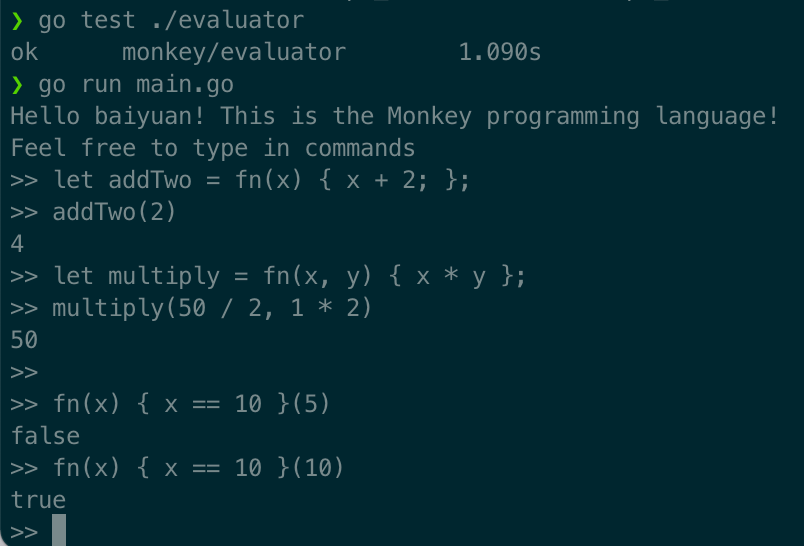 ❯ go test ./evaluator
ok      monkey/evaluator        1.090s
❯ go run main.go
Hello baiyuan! This is the Monkey programming language!
Feel free to type in commands
>> let addTwo = fn(x) { x + 2; };
>> addTwo(2)
4
>> let multiply = fn(x, y) { x * y };
>> multiply(50 / 2, 1 * 2)
50
>>
>> fn(x) { x == 10 }(5)
false
>> fn(x) { x == 10 }(10)
true
>>